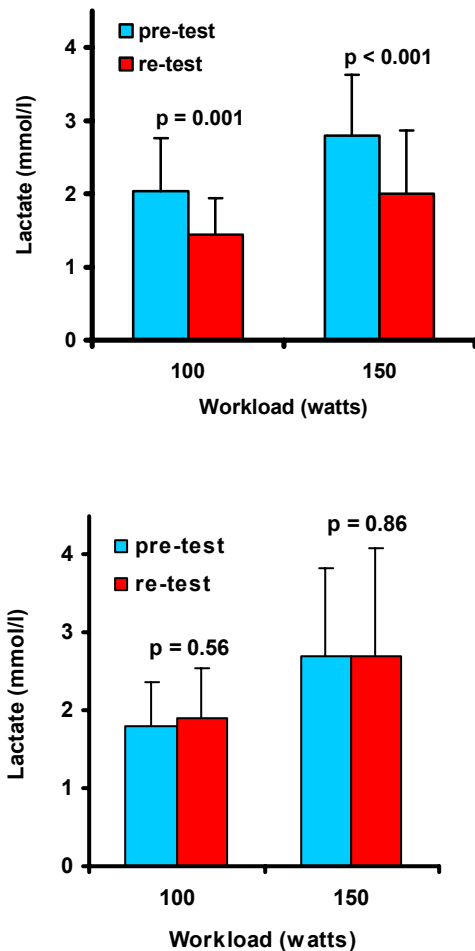 pre-test
re-test
p < 0.001
p = 0.001
Lactate (mmol/l)
4
3
2
1
0
100 150
Workload (watts)
pre-test
re-test
p = 0.86
p = 0.56
Lactate (mmol/l)
4
3
2
1
0
100 150
Workload (watts)